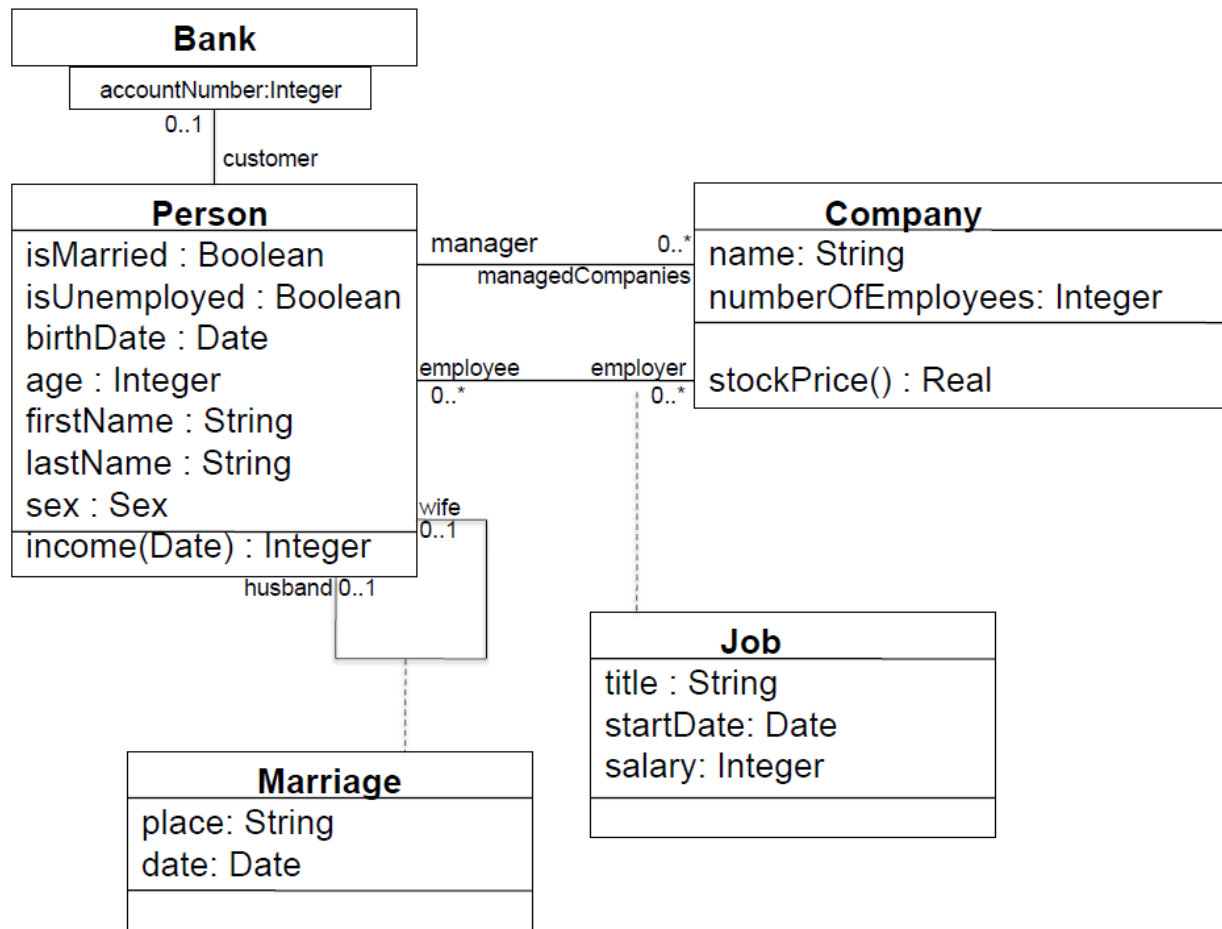 Bank
accountNumber:Integer
0..1
customer
Person
isMarried : Boolean
isUnemployed : Boolean
birthDate : Date
age : Integer
firstName : String
lastName : String
sex : Sex
income(Date) : Integer
manager
0..*
managedCompanies
Company
name: String
numberOfEmployees: Integer
stockPrice() : Real
employee
employer
0..*
0..*
wife
0..1
husband
0..1
Job
title : String
startDate: Date
salary: Integer
Marriage
place: String
date: Date